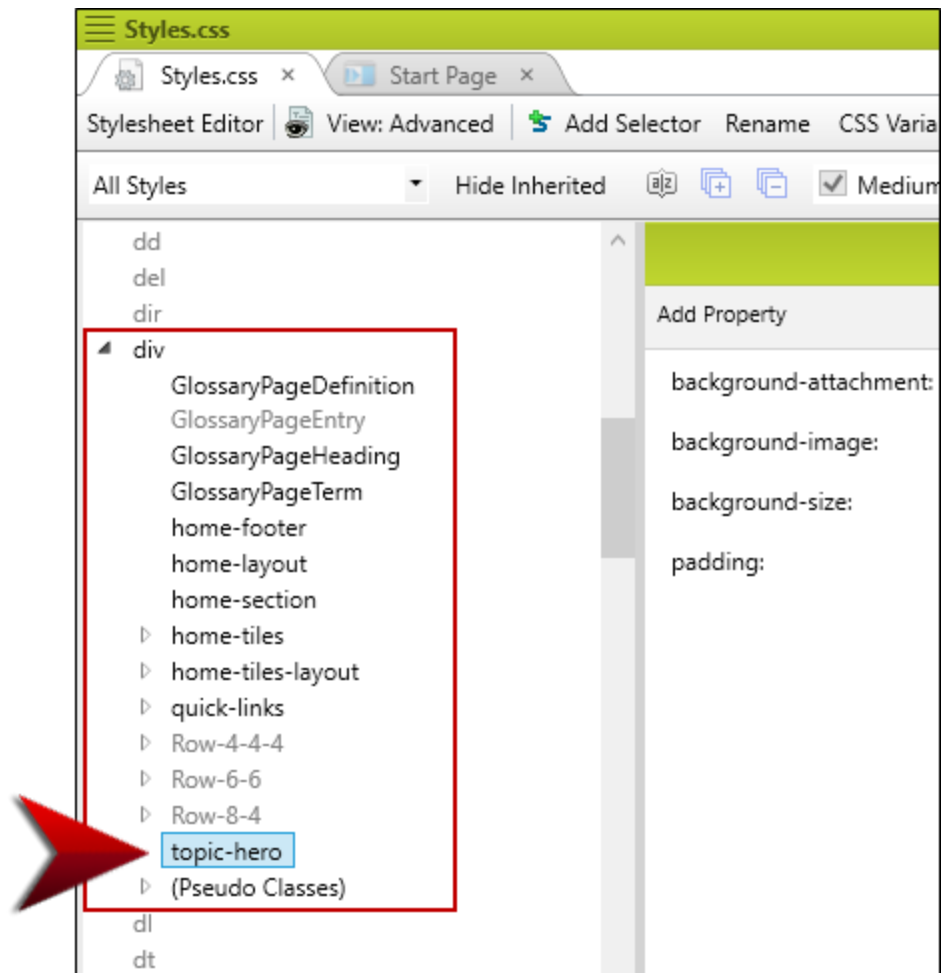 Styles.css
Styles.css × Start Page ×
Stylesheet Editor View: Advanced Add Selector Rename CSS Varia
All Styles Hide Inherited a|z Medium
dd
del
dir
div
GlossaryPageDefinition
GlossaryPageEntry
GlossaryPageHeading
GlossaryPageTerm
home-footer
home-layout
home-section
home-tiles
home-tiles-layout
quick-links
Row-4-4-4
Row-6-6
Row-8-4
topic-hero
(Pseudo Classes)
dl
dt
Add Property
background-attachment:
background-image:
background-size:
padding: